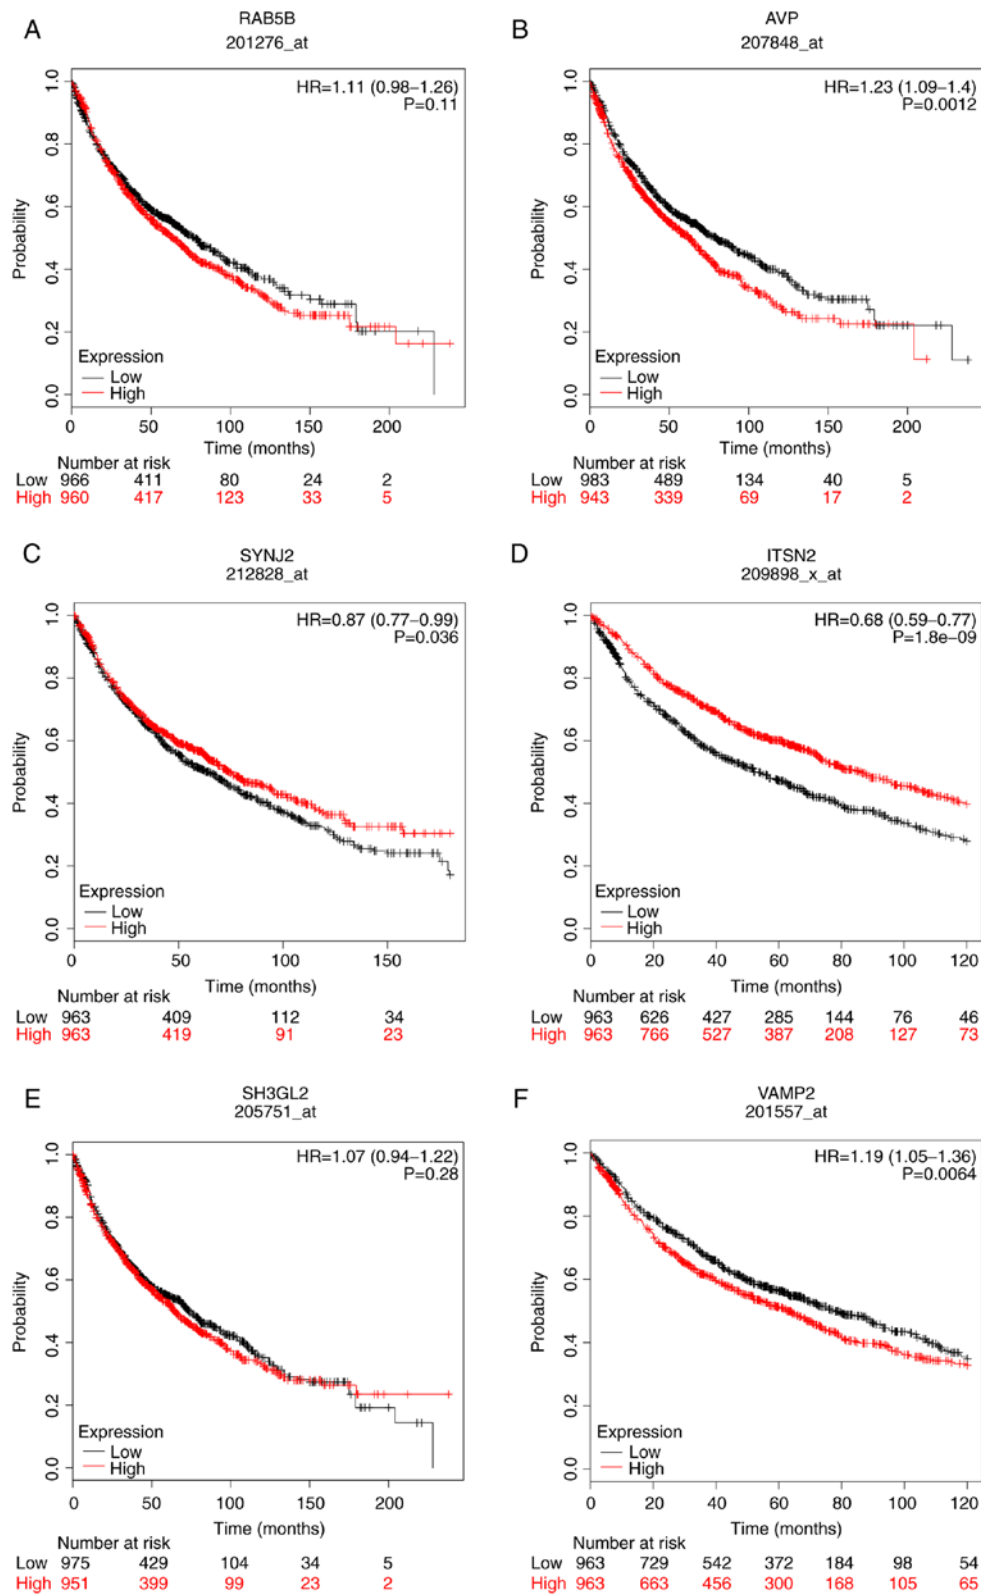 A
RAB5B
201276_at
HR=1.11 (0.98–1.26)
P=0.11
Probability
1.0
0.8
0.6
0.4
0.2
0.0
Expression
Low
High
0 50 100 150 200
Time (months)
Number at risk
Low 966 411 80 24 2
High 960 417 123 33 5
B
AVP
207848_at
HR=1.23 (1.09–1.4)
P=0.0012
Probability
1.0
0.8
0.6
0.4
0.2
0.0
Expression
Low
High
0 50 100 150 200
Time (months)
Number at risk
Low 983 489 134 40 5
High 943 339 69 17 2
C
SYNJ2
212828_at
HR=0.87 (0.77–0.99)
P=0.036
Probability
1.0
0.8
0.6
0.4
0.2
0.0
Expression
Low
High
0 50 100 150
Time (months)
Number at risk
Low 963 409 112 34
High 963 419 91 23
D
ITSN2
209898_x_at
HR=0.68 (0.59–0.77)
P=1.8e–09
Probability
1.0
0.8
0.6
0.4
0.2
0.0
Expression
Low
High
0 20 40 60 80 100 120
Time (months)
Number at risk
Low 963 626 427 285 144 76 46
High 963 766 527 387 208 127 73
E
SH3GL2
205751_at
HR=1.07 (0.94–1.22)
P=0.28
Probability
1.0
0.8
0.6
0.4
0.2
0.0
Expression
Low
High
0 50 100 150 200
Time (months)
Number at risk
Low 975 429 104 34 5
High 951 399 99 23 2
F
VAMP2
201557_at
HR=1.19 (1.05–1.36)
P=0.0064
Probability
1.0
0.8
0.6
0.4
0.2
0.0
Expression
Low
High
0 20 40 60 80 100 120
Time (months)
Number at risk
Low 963 729 542 372 184 98 54
High 963 663 456 300 168 105 65